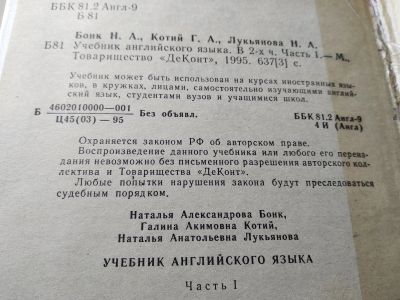 ББК 81.2 Англ-9
Б 81
Бонк Н. А., Котий Г. А., Лукьянова Н. А.
Б81 Учебник английского языка. В 2-х ч. Часть I.—М.,
Товарищество «ДеКонт», 1995. 637[3] с.
Учебник может быть использован на курсах иностранных язы-
ков, в кружках, лицами, самостоятельно изучающими английс-
кий язык, студентами вузов и учащимися школ.
Б 4602010000—001 Без объявл. ББК 81.2 Англ-9
Ц45(03) — 95 4 И (Англ)
Охраняется законом РФ об авторском праве.
Воспроизведение данного учебника или любого его переиз-
дания невозможно без письменного разрешения авторского кол-
лектива и Товарищества «ДеКонт».
Любые попытки нарушения закона будут преследоваться
судебным порядком.
Наталья Александрова Бонк,
Галина Акимовна Котий,
Наталья Анатольевна Лукьянова
УЧЕБНИК АНГЛИЙСКОГО ЯЗЫКА
Часть I